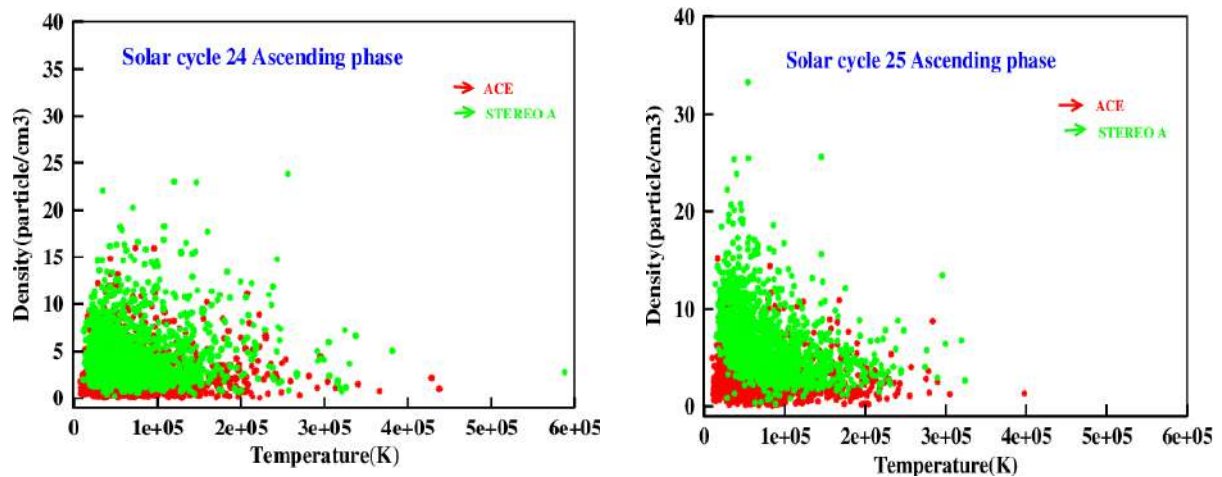 Solar cycle 24 Ascending phase
ACE
STEREO A
Density(particle/cm3)
40
35
30
25
20
15
10
5
0
0 1e+05 2e+05 3e+05 4e+05 5e+05 6e+05
Temperature(K)
Solar cycle 25 Ascending phase
ACE
STEREO A
Density(particle/cm3)
40
30
20
10
0
0 1e+05 2e+05 3e+05 4e+05 5e+05 6e+05
Temperature(K)